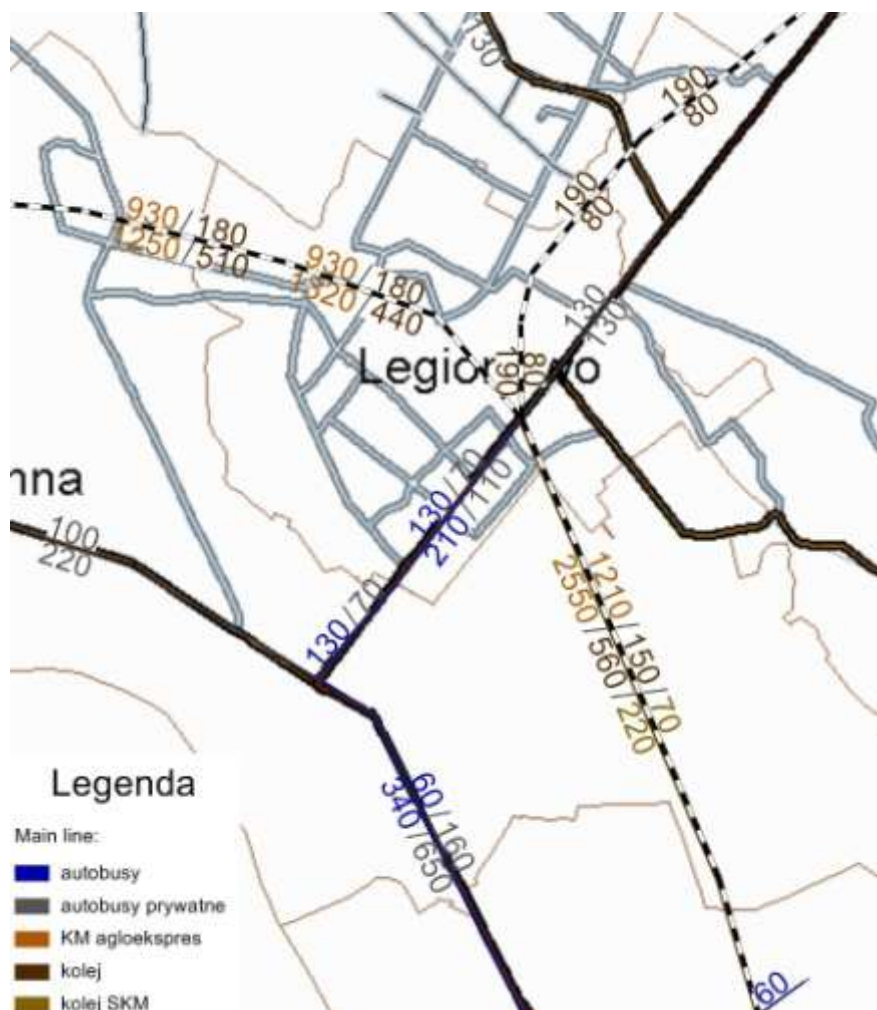 130
190
80
190
80
930/180
1250/510
930/180
1320/440
130
130
190
80
Legionowo
130/70
210/110
nna
100
220
130/70
1210/150/70
2550/560/220
60/160
340/650
60
Legenda
Main line:
autobusy
autobusy prywatne
KM agloekspres
kolej
kolej SKM